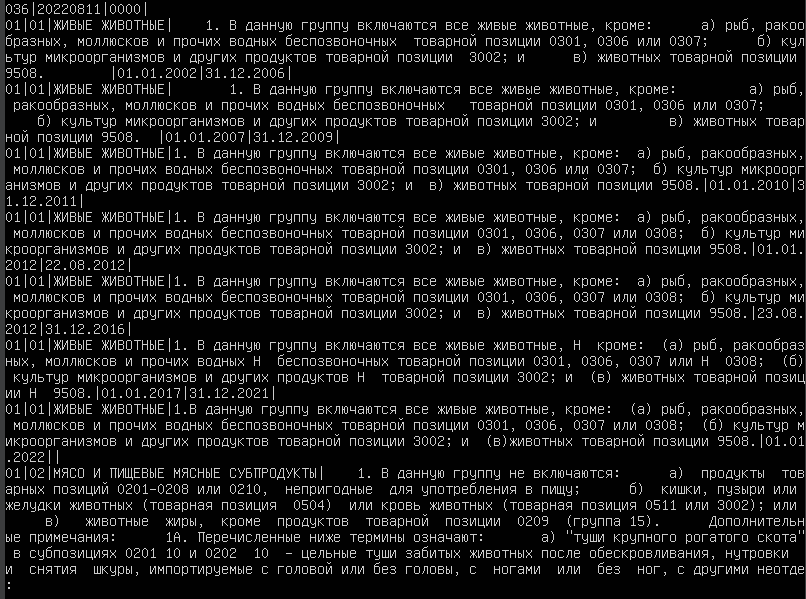 036|20220811|0000|
01|01|ЖИВЫЕ ЖИВОТНЫЕ|    1. В данную группу включаются все живые животные, кроме:      а) рыб, ракоо
бразных, моллюсков и прочих водных беспозвоночных  товарной позиции 0301, 0306 или 0307;      б) кул
ьтур микроорганизмов и других продуктов товарной позиции  3002; и      в) животных товарной позиции
9508.        |01.01.2002|31.12.2006|
01|01|ЖИВЫЕ ЖИВОТНЫЕ|       1. В данную группу включаются все живые животные, кроме:         а) рыб,
 ракообразных, моллюсков и прочих водных беспозвоночных   товарной позиции 0301, 0306 или 0307;
    б) культур микроорганизмов и других продуктов товарной позиции 3002; и         в) животных товар
ной позиции 9508.  |01.01.2007|31.12.2009|
01|01|ЖИВЫЕ ЖИВОТНЫЕ|1. В данную группу включаются все живые животные, кроме:  а) рыб, ракообразных,
 моллюсков и прочих водных беспозвоночных товарной позиции 0301, 0306 или 0307;  б) культур микроорг
анизмов и других продуктов товарной позиции 3002; и  в) животных товарной позиции 9508.|01.01.2010|3
1.12.2011|
01|01|ЖИВЫЕ ЖИВОТНЫЕ|1. В данную группу включаются все живые животные, кроме:  а) рыб, ракообразных,
 моллюсков и прочих водных беспозвоночных товарной позиции 0301, 0306, 0307 или 0308;  б) культур ми
кроорганизмов и других продуктов товарной позиции 3002; и  в) животных товарной позиции 9508.|01.01.
2012|22.08.2012|
01|01|ЖИВЫЕ ЖИВОТНЫЕ|1. В данную группу включаются все живые животные, кроме:  а) рыб, ракообразных,
 моллюсков и прочих водных беспозвоночных товарной позиции 0301, 0306, 0307 или 0308;  б) культур ми
кроорганизмов и других продуктов товарной позиции 3002; и  в) животных товарной позиции 9508.|23.08.
2012|31.12.2016|
01|01|ЖИВЫЕ ЖИВОТНЫЕ|1. В данную группу включаются все живые животные, Н  кроме:  (а) рыб, ракообраз
ных, моллюсков и прочих водных Н  беспозвоночных товарной позиции 0301, 0306, 0307 или Н  0308;  (б)
 культур микроорганизмов и других продуктов Н  товарной позиции 3002; и  (в) животных товарной позиц
ии Н  9508.|01.01.2017|31.12.2021|
01|01|ЖИВЫЕ ЖИВОТНЫЕ|1.В данную группу включаются все живые животные, кроме:  (а) рыб, ракообразных,
 моллюсков и прочих водных беспозвоночных товарной позиции 0301, 0306, 0307 или 0308;  (б) культур м
икроорганизмов и других продуктов товарной позиции 3002; и  (в)животных товарной позиции 9508.|01.01
.2022||
01|02|МЯСО И ПИЩЕВЫЕ МЯСНЫЕ СУБПРОДУКТЫ|    1. В данную группу не включаются:      а)  продукты  тов
арных позиций 0201-0208 или 0210,  непригодные  для употребления в пищу;      б)  кишки, пузыри или
желудки животных (товарная позиция  0504)  или кровь животных (товарная позиция 0511 или 3002); или
     в)  животные  жиры,  кроме  продуктов  товарной  позиции  0209  (группа 15).      Дополнительн
ые примечания:      1А. Перечисленные ниже термины означают:      а) "туши крупного рогатого скота"
 в субпозициях 0201 10 и 0202  10  - цельные туши забитых животных после обескровливания, нутровки
 и  снятия  шкуры, импортируемые с головой или без головы, с  ногами  или  без  ног, с другими неотде
: